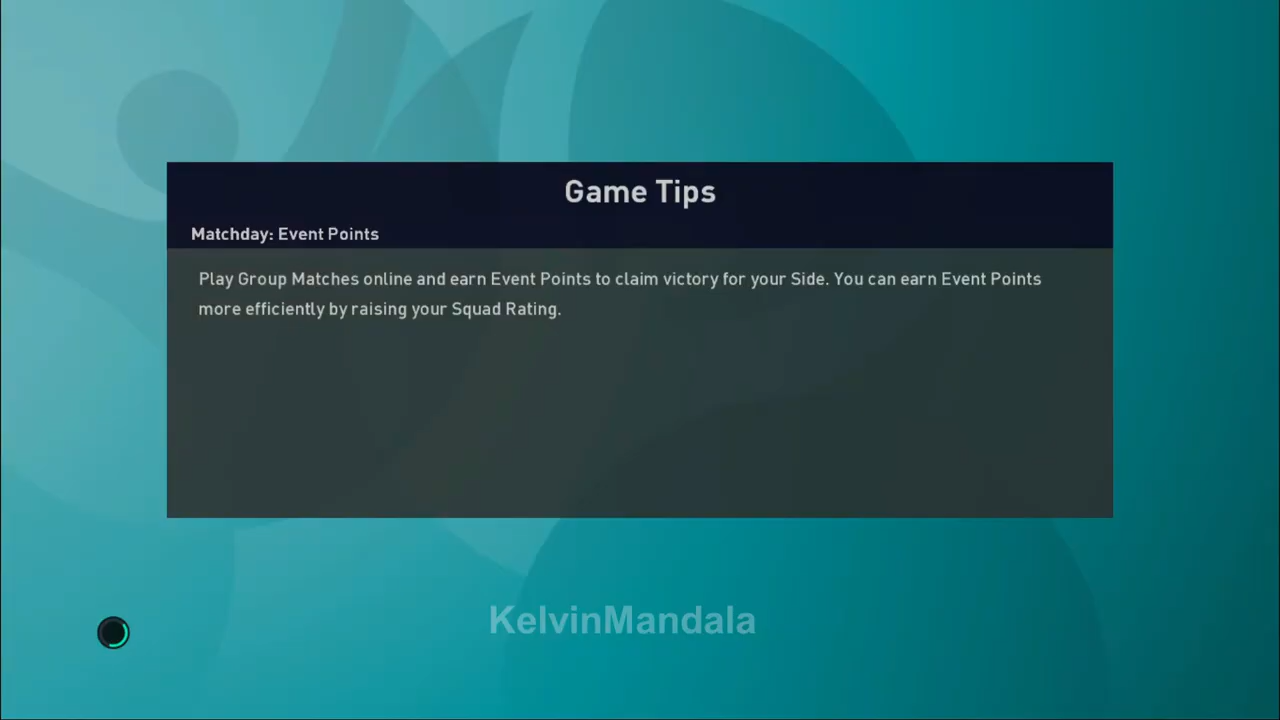 Game Tips
Matchday: Event Points
Play Group Matches online and earn Event Points to claim victory for your Side. You can earn Event Points
more efficiently by raising your Squad Rating.
KelvinMandala